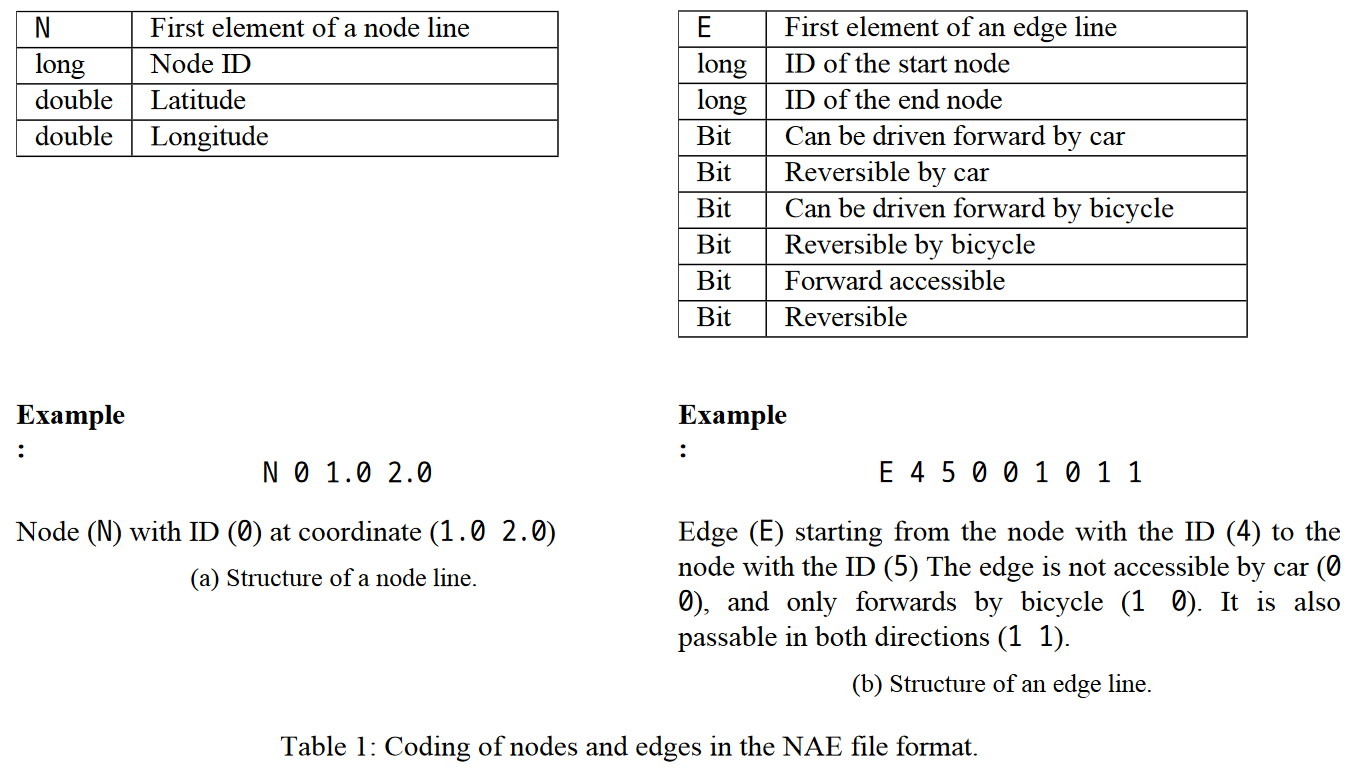 N First element of a node line
long Node ID
double Latitude
double Longitude
Example
:
N 0 1.0 2.0
Node (N) with ID (0) at coordinate (1.0 2.0)
(a) Structure of a node line.
E First element of an edge line
long ID of the start node
long ID of the end node
Bit Can be driven forward by car
Bit Reversible by car
Bit Can be driven forward by bicycle
Bit Reversible by bicycle
Bit Forward accessible
Bit Reversible
Example
:
E 4 5 0 0 1 0 1 1
Edge (E) starting from the node with the ID (4) to the
node with the ID (5) The edge is not accessible by car (0
0), and only forwards by bicycle (1 0). It is also
passable in both directions (1 1).
(b) Structure of an edge line.
Table 1: Coding of nodes and edges in the NAE file format.